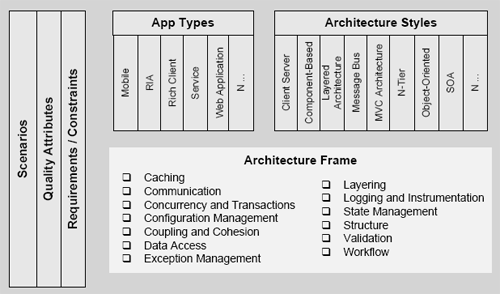 Scenarios
Quality Attributes
Requirements / Constraints
App Types
Mobile
RIA
Rich Client
Service
Web Application
N ...
Architecture Styles
Client Server
Component-Based
Layered
Architecture
Message Bus
MVC Architecture
N-Tier
Object-Oriented
SOA
N ...
Architecture Frame
Caching
Communication
Concurrency and Transactions
Configuration Management
Coupling and Cohesion
Data Access
Exception Management
Layering
Logging and Instrumentation
State Management
Structure
Validation
Workflow